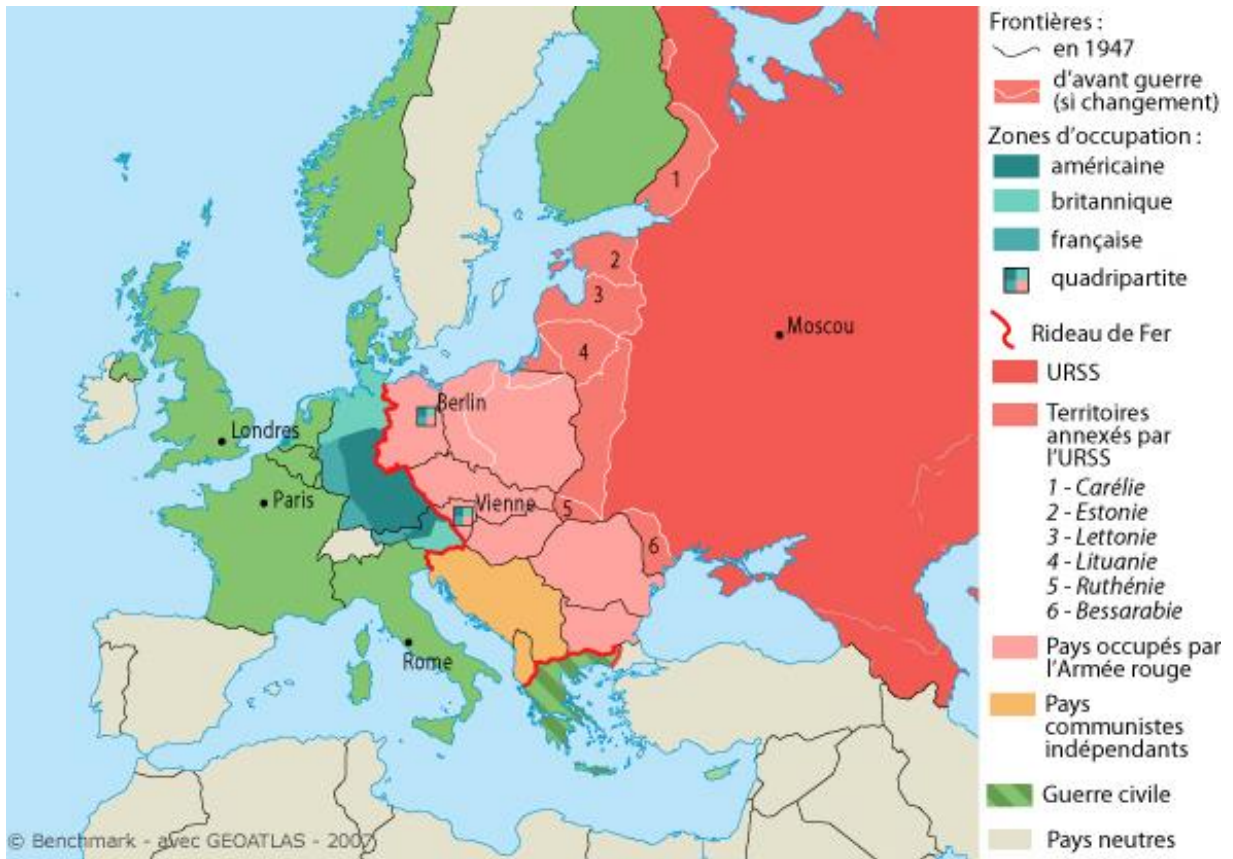 Frontières :
en 1947
d'avant guerre
(si changement)
Zones d'occupation :
américaine
britannique
française
quadripartite
Rideau de Fer
URSS
Territoires
annexés par
l'URSS
1 - Carélie
2 - Estonie
3 - Lettonie
4 - Lituanie
5 - Ruthénie
6 - Bessarabie
Pays occupés par
l'Armée rouge
Pays
communistes
indépendants
Guerre civile
Pays neutres
1
2
3
Moscou
4
Berlin
Londres
Paris
Vienne
5
6
Rome
© Benchmark - avec GEOATLAS - 2007